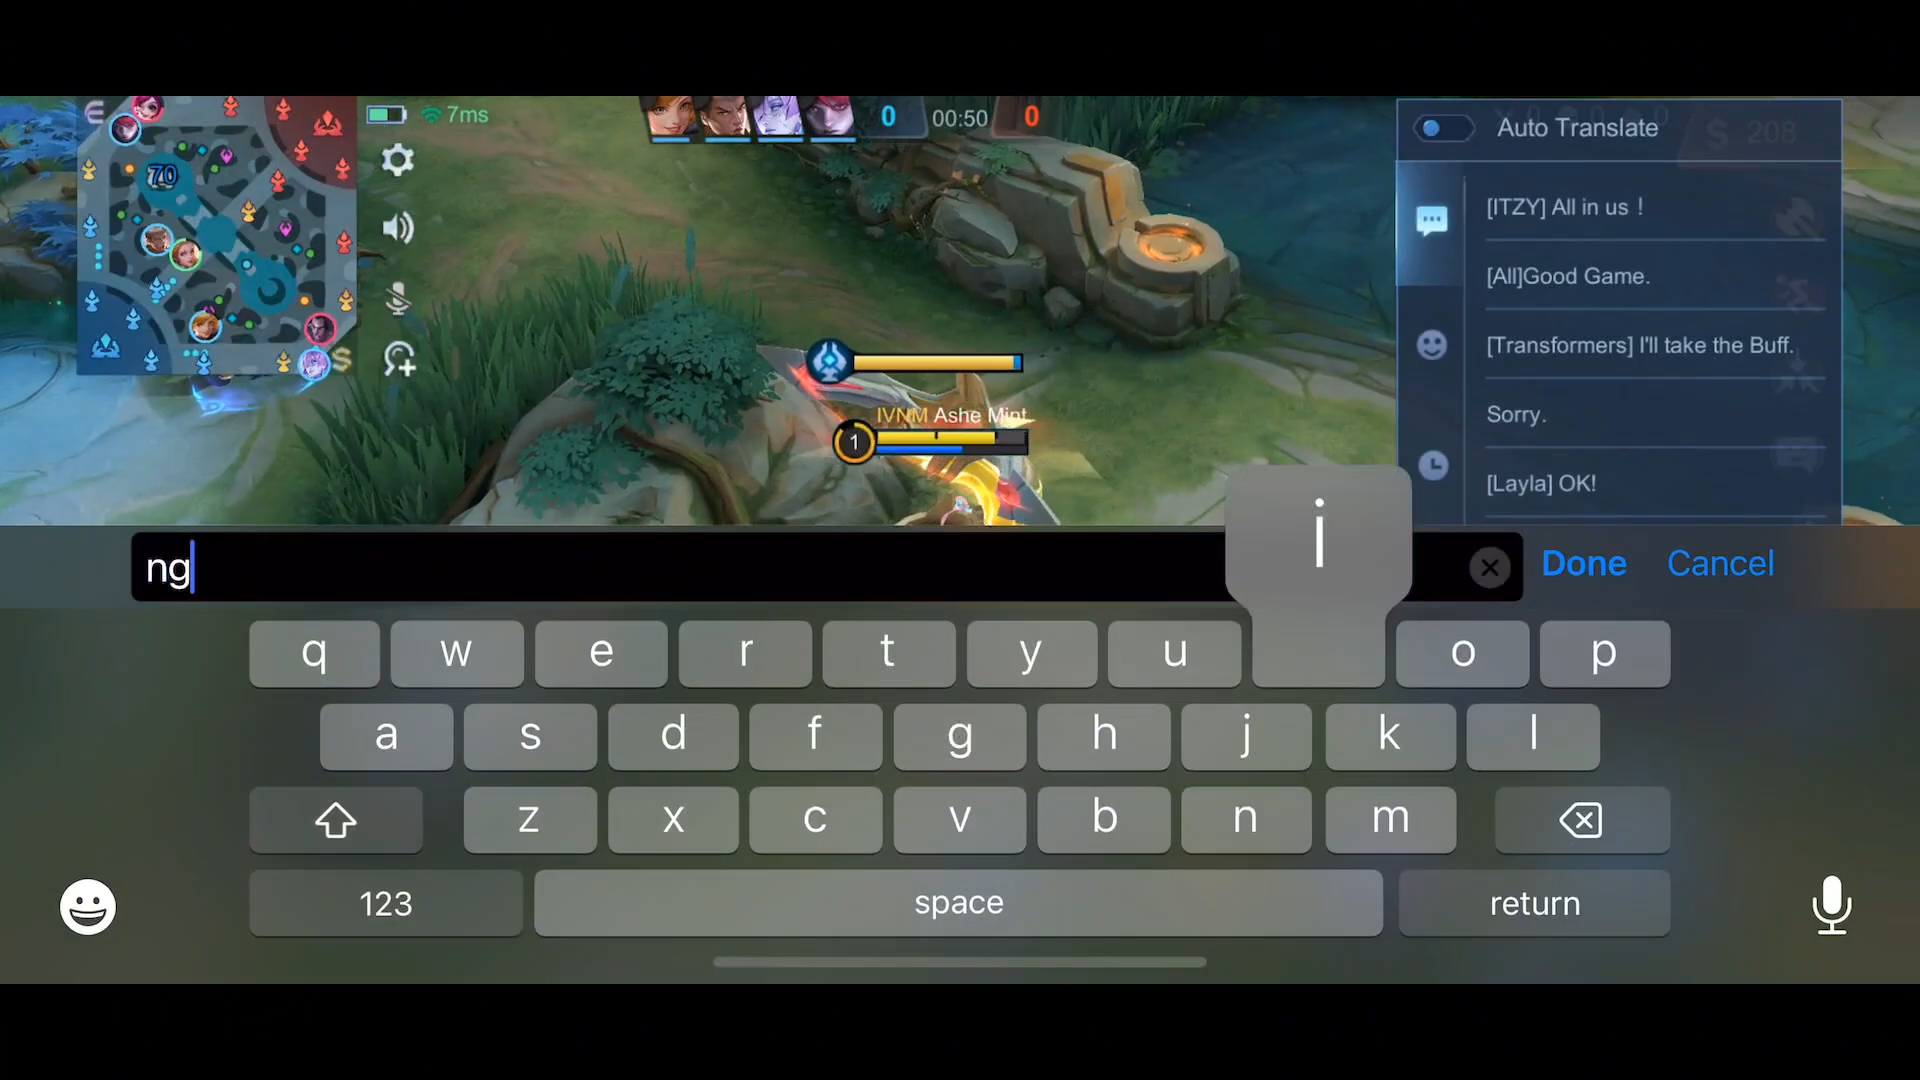 70
7ms
0
00:50
0
Auto Translate
208
[ITZY] All in us !
[All]Good Game.
[Transformers] I'll take the Buff.
Sorry.
[Layla] OK!
IVNM Ashe Mint
1
ng
Done
Cancel
i
q w e r t y u o p
a s d f g h j k l
z x c v b n m
123
space
return